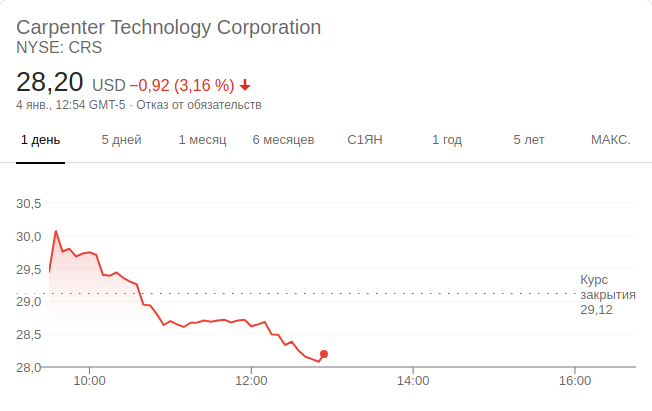 Carpenter Technology Corporation
NYSE: CRS
28,20 USD −0,92 (3,16 %)
4 янв., 12:54 GMT-5 · Отказ от обязательств
1 день 5 дней 1 месяц 6 месяцев С1ЯН 1 год 5 лет МАКС.
30,5
30,0
29,5
29,0
28,5
28,0
Курс
закрытия
29,12
10:00 12:00 14:00 16:00